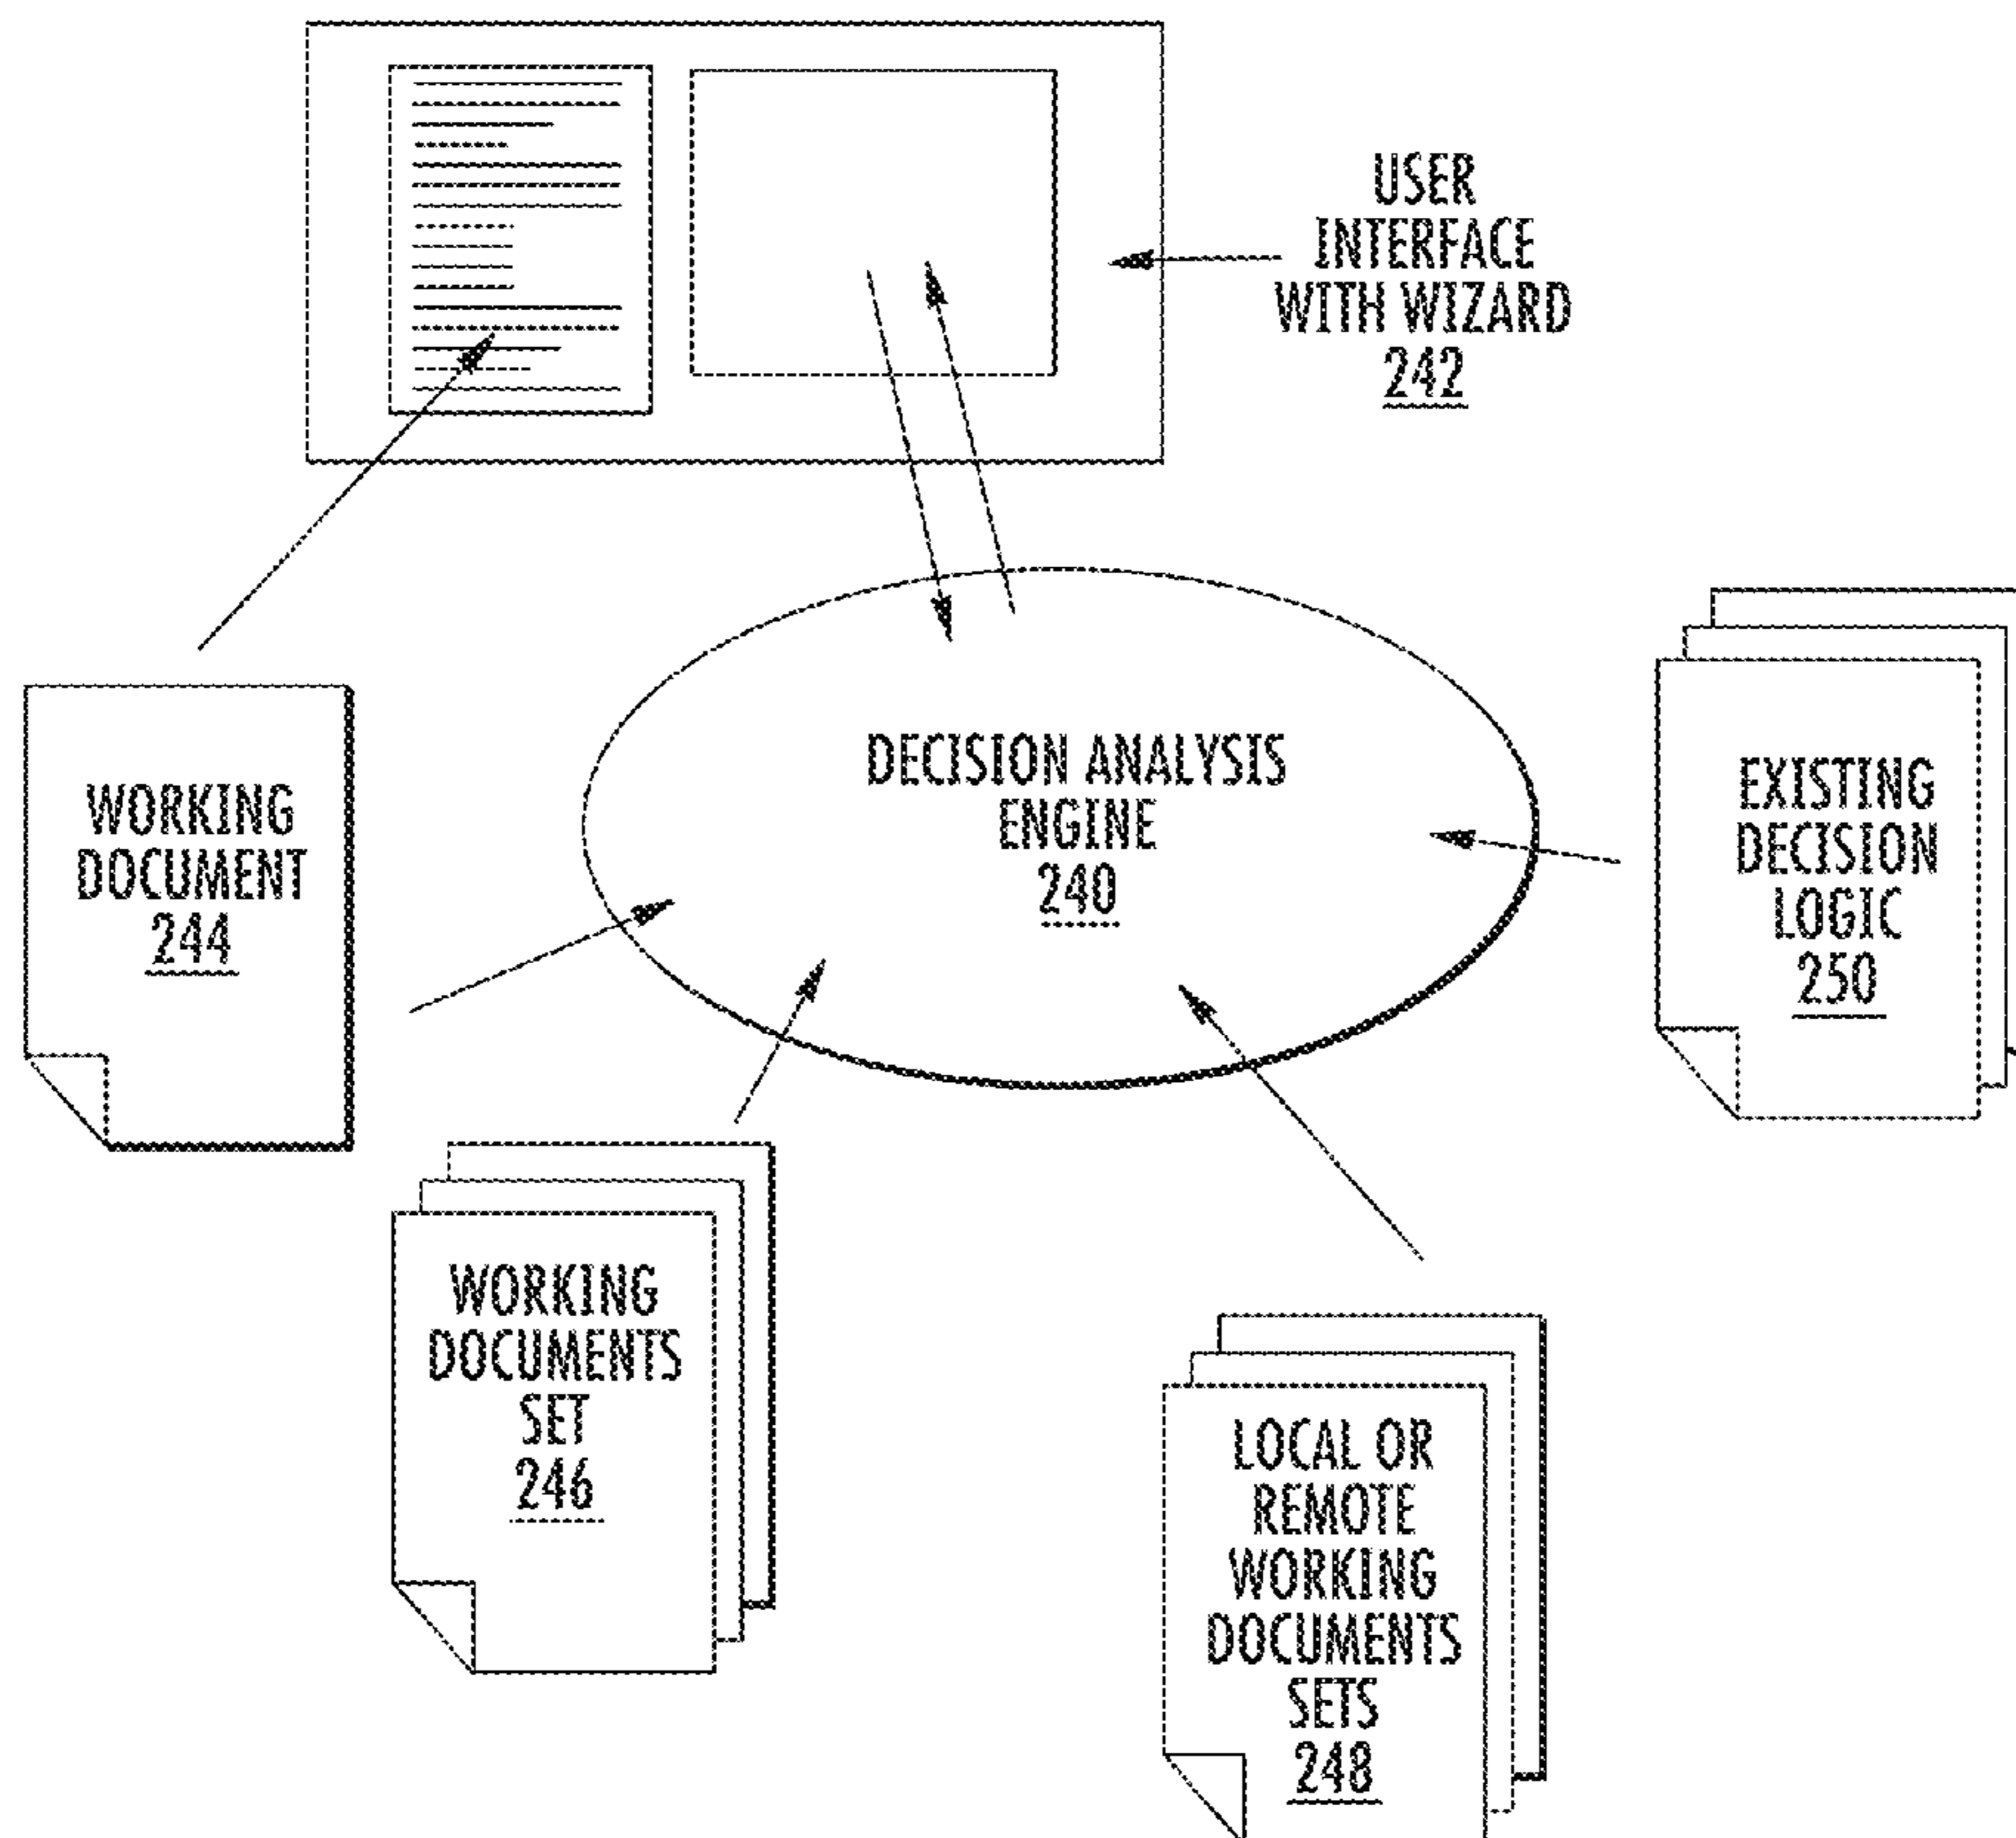 USER
INTERFACE
WITH WIZARD
242
DECISION ANALYSIS
ENGINE
240
WORKING
DOCUMENT
244
EXISTING
DECISION
LOGIC
250
WORKING
DOCUMENTS
SET
246
LOCAL OR
REMOTE
WORKING
DOCUMENTS
SETS
248